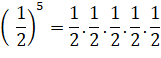 (1/2)^5 = 1/2 . 1/2 . 1/2 . 1/2 . 1/2